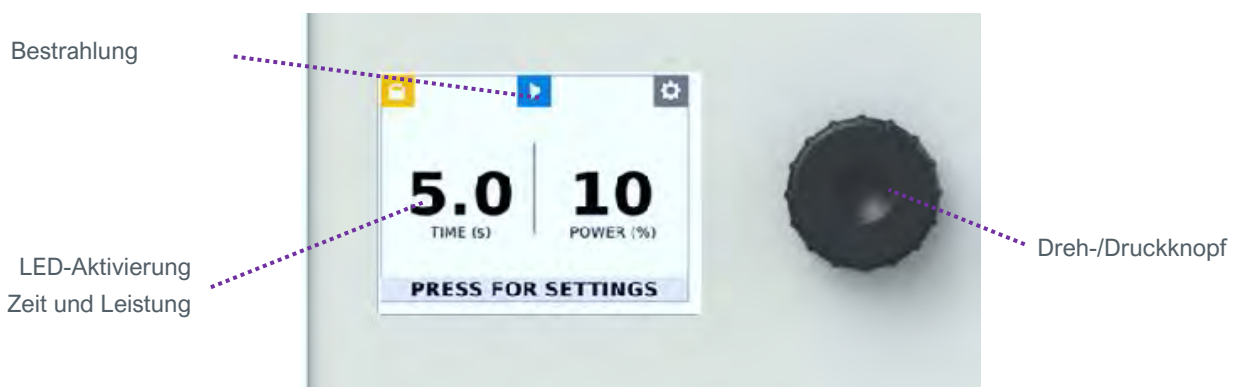 Bestrahlung
5.0
10
TIME (s)
POWER (%)
PRESS FOR SETTINGS
LED-Aktivierung
Zeit und Leistung
Dreh-/Druckknopf